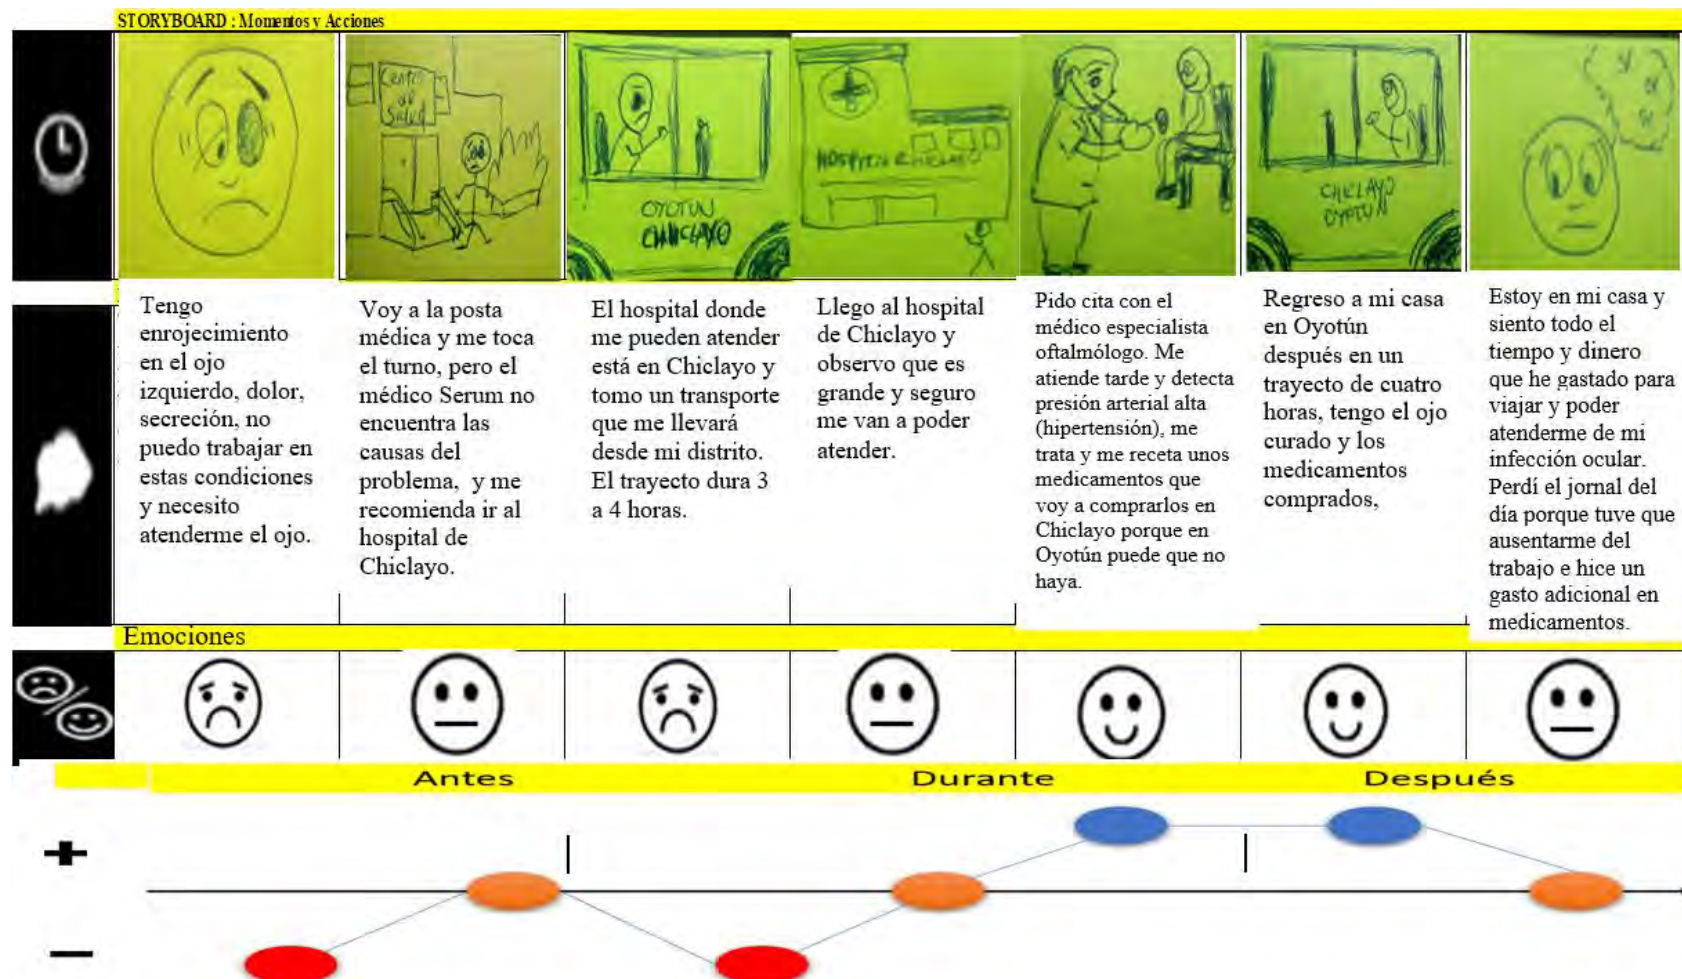 STORYBOARD : Momentos y Acciones
Centro
de
Salud
OYOTUN
CHICLAYO
HOSPITAL CHICLAYO
CHICLAYO
OYOTUN
Tengo
enrojecimiento
en el ojo
izquierdo, dolor,
secreción, no
puedo trabajar en
estas condiciones
y necesito
atenderme el ojo.
Voy a la posta
médica y me toca
el turno, pero el
médico Serum no
encuentra las
causas del
problema, y me
recomienda ir al
hospital de
Chiclayo.
El hospital donde
me pueden atender
está en Chiclayo y
tomo un transporte
que me llevará
desde mi distrito.
El trayecto dura 3
a 4 horas.
Llego al hospital
de Chiclayo y
observo que es
grande y seguro
me van a poder
atender.
Pido cita con el
médico especialista
oftalmólogo. Me
atiende tarde y detecta
presión arterial alta
(hipertensión), me
trata y me receta unos
medicamentos que
voy a comprarlos en
Chiclayo porque en
Oyotún puede que no
haya.
Regreso a mi casa
en Oyotún
después en un
trayecto de cuatro
horas, tengo el ojo
curado y los
medicamentos
comprados,
Estoy en mi casa y
siento todo el
tiempo y dinero
que he gastado para
viajar y poder
atenderme de mi
infección ocular.
Perdí el jornal del
día porque tuve que
ausentarme del
trabajo e hice un
gasto adicional en
medicamentos.
Emociones
Antes
Durante
Después
+
−